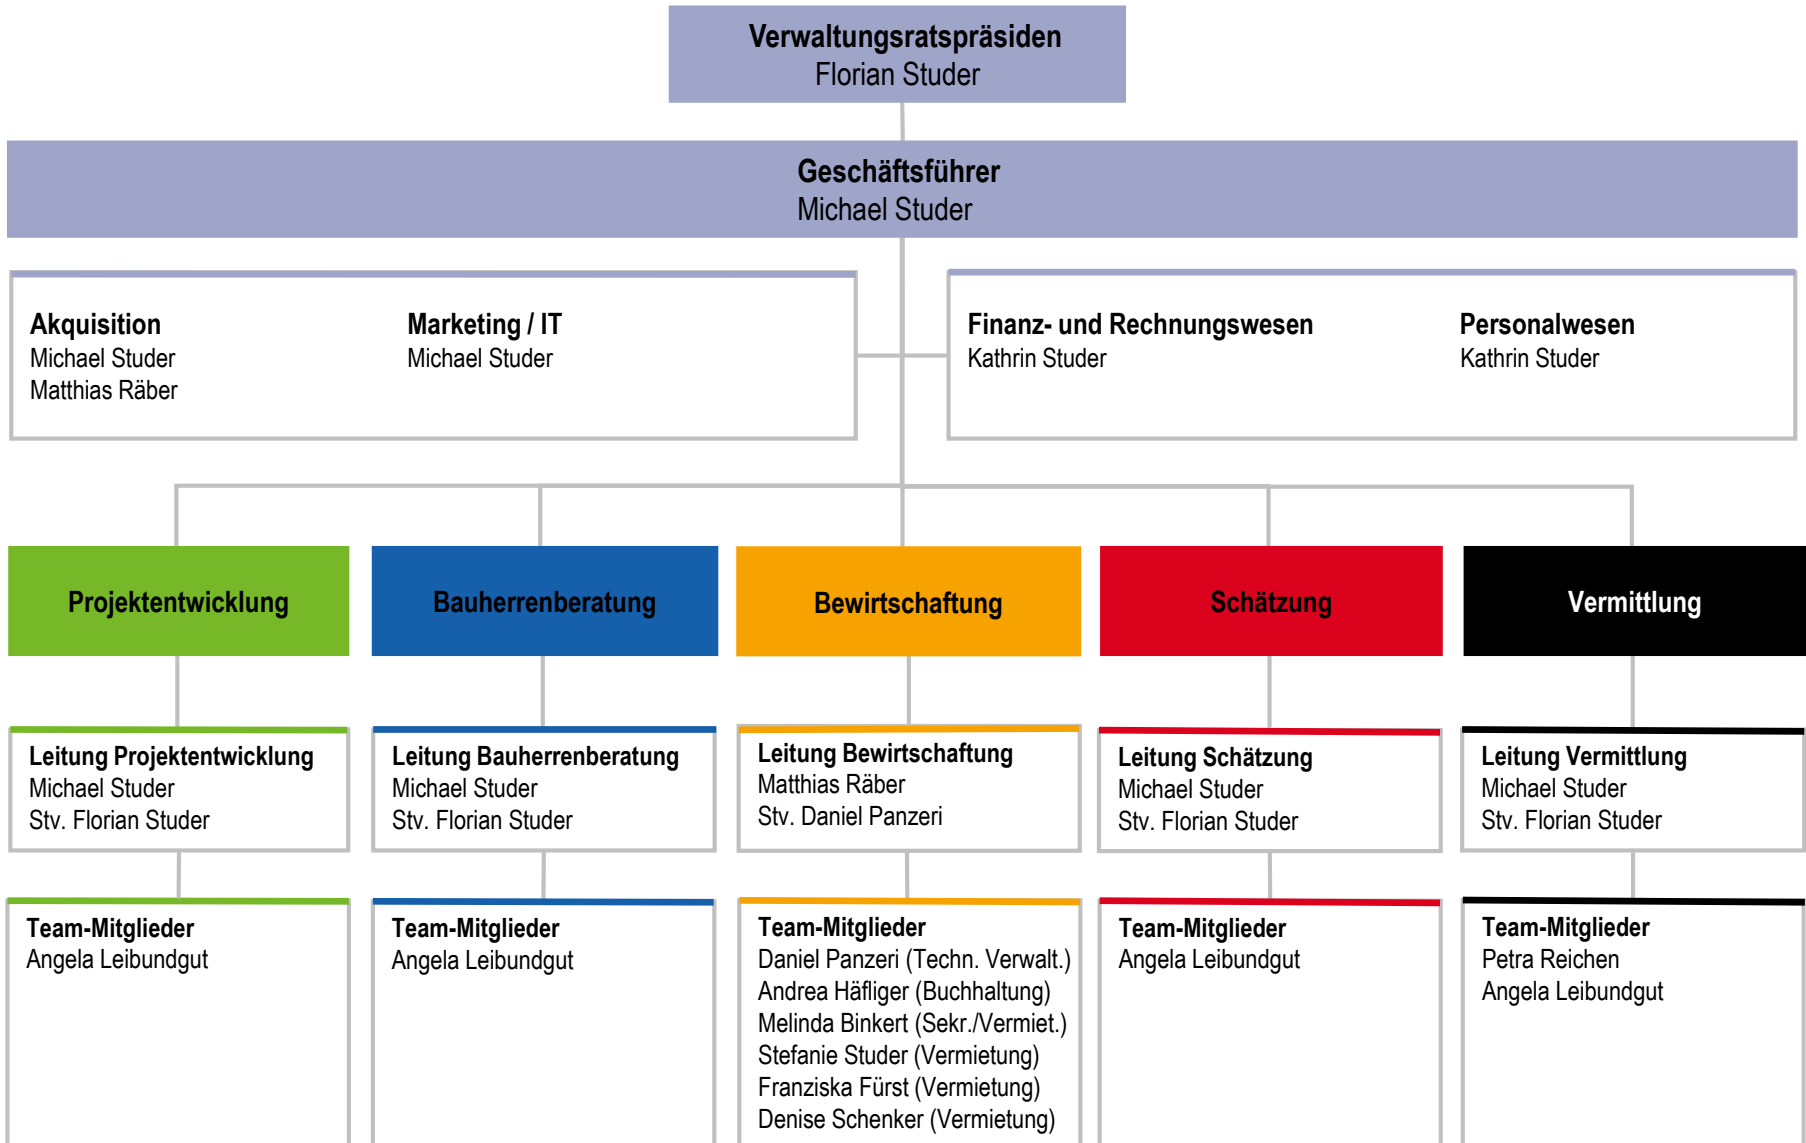 Verwaltungsratspräsiden
Florian Studer
Geschäftsführer
Michael Studer
Akquisition
Michael Studer
Matthias Räber
Marketing / IT
Michael Studer
Finanz- und Rechnungswesen
Kathrin Studer
Personalwesen
Kathrin Studer
Projektentwicklung
Bauherrenberatung
Bewirtschaftung
Schätzung
Vermittlung
Leitung Projektentwicklung
Michael Studer
Stv. Florian Studer
Leitung Bauherrenberatung
Michael Studer
Stv. Florian Studer
Leitung Bewirtschaftung
Matthias Räber
Stv. Daniel Panzeri
Leitung Schätzung
Michael Studer
Stv. Florian Studer
Leitung Vermittlung
Michael Studer
Stv. Florian Studer
Team-Mitglieder
Angela Leibundgut
Team-Mitglieder
Angela Leibundgut
Team-Mitglieder
Daniel Panzeri (Techn. Verwalt.)
Andrea Häfliger (Buchhaltung)
Melinda Binkert (Sekr./Vermiet.)
Stefanie Studer (Vermietung)
Franziska Fürst (Vermietung)
Denise Schenker (Vermietung)
Team-Mitglieder
Angela Leibundgut
Team-Mitglieder
Petra Reichen
Angela Leibundgut